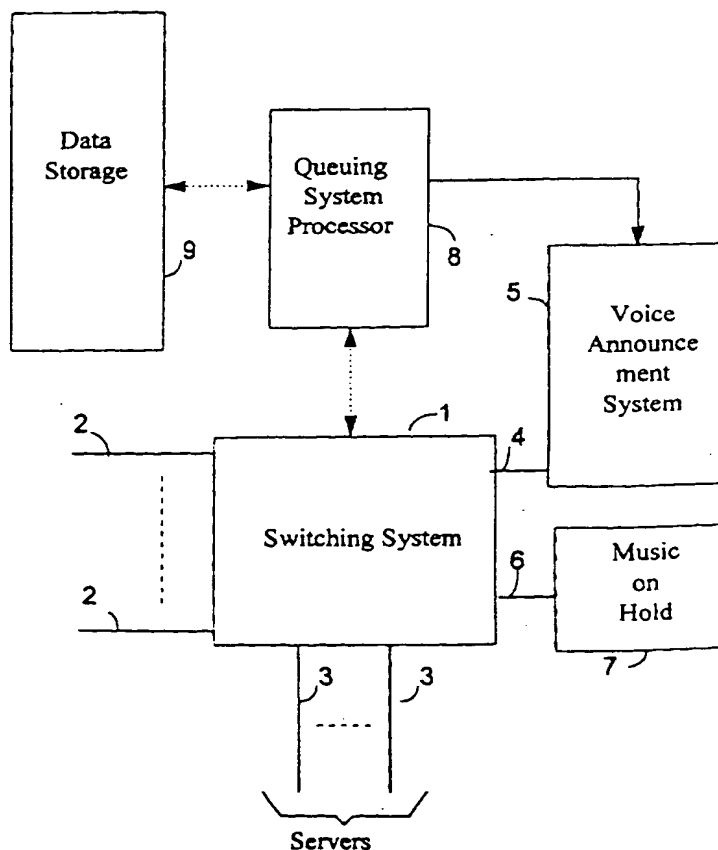 Data
Storage
9
Queuing
System
Processor
8
5
Voice
Announce
ment
System
1
2
4
Switching System
2
6
Music
on
Hold
7
3
3
Servers